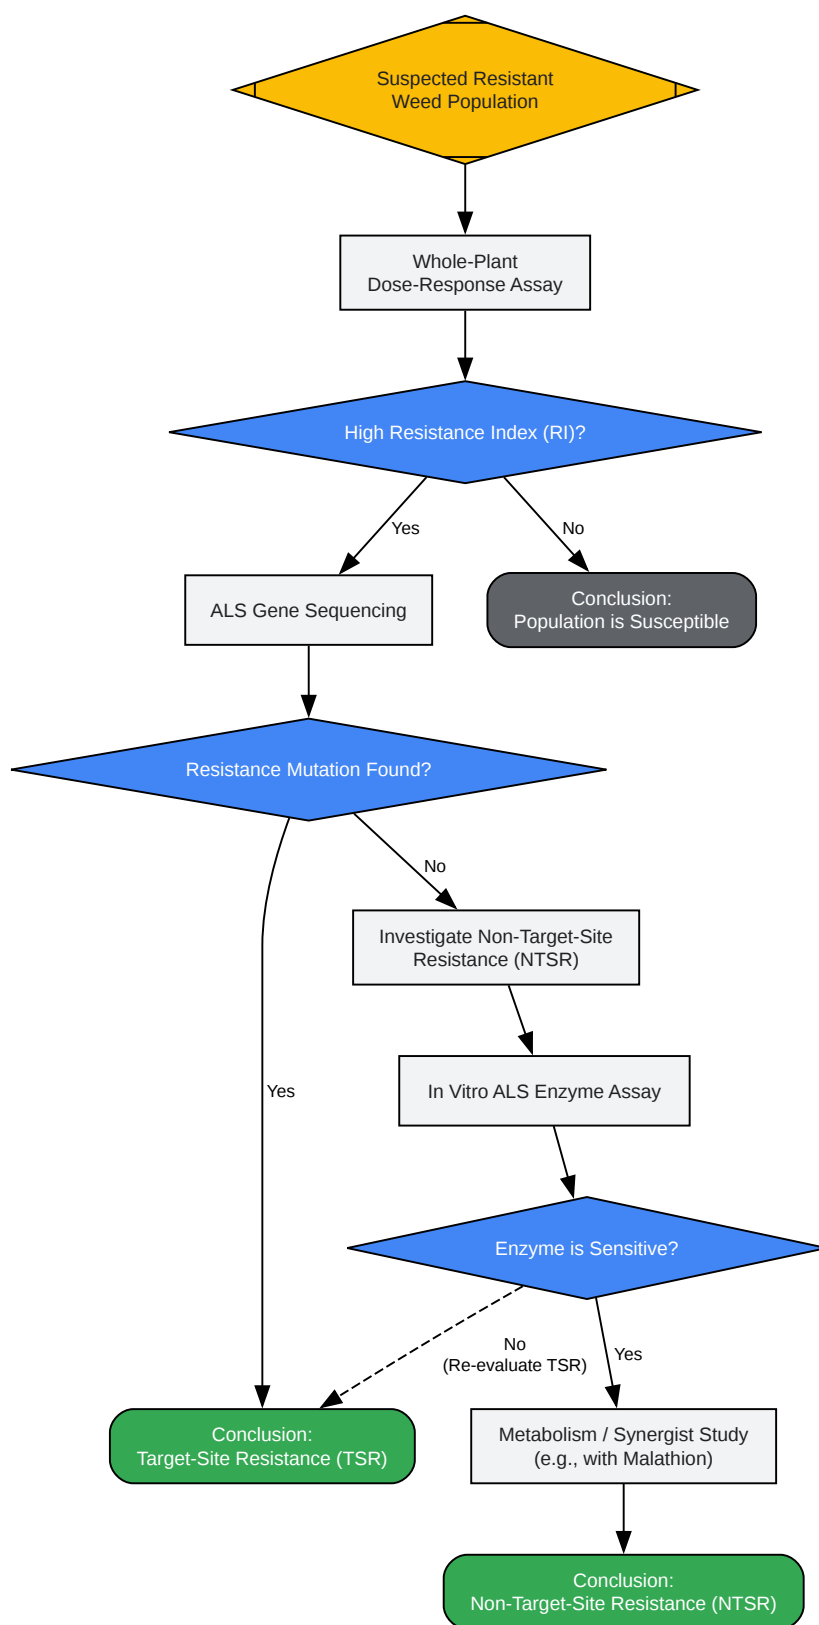 Suspected Resistant
Weed Population
Whole-Plant
Dose-Response Assay
High Resistance Index (RI)?
Yes
No
ALS Gene Sequencing
Conclusion:
Population is Susceptible
Resistance Mutation Found?
No
Investigate Non-Target-Site
Resistance (NTSR)
Yes
In Vitro ALS Enzyme Assay
Enzyme is Sensitive?
No
(Re-evaluate TSR)
Yes
Conclusion:
Target-Site Resistance (TSR)
Metabolism / Synergist Study
(e.g., with Malathion)
Conclusion:
Non-Target-Site Resistance (NTSR)